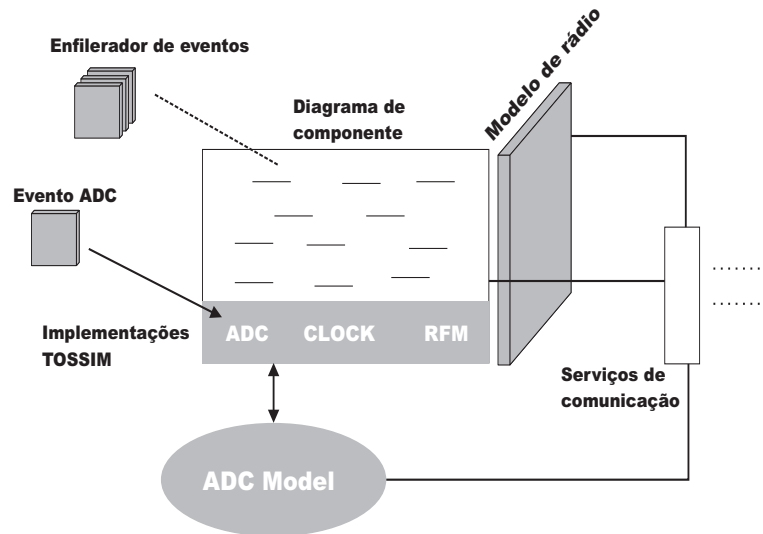 Enfilerador de eventos
Modelo de rádio
Diagrama de
componente
Evento ADC
Implementações
TOSSIM
ADC CLOCK RFM
Serviços de
comunicação
ADC Model